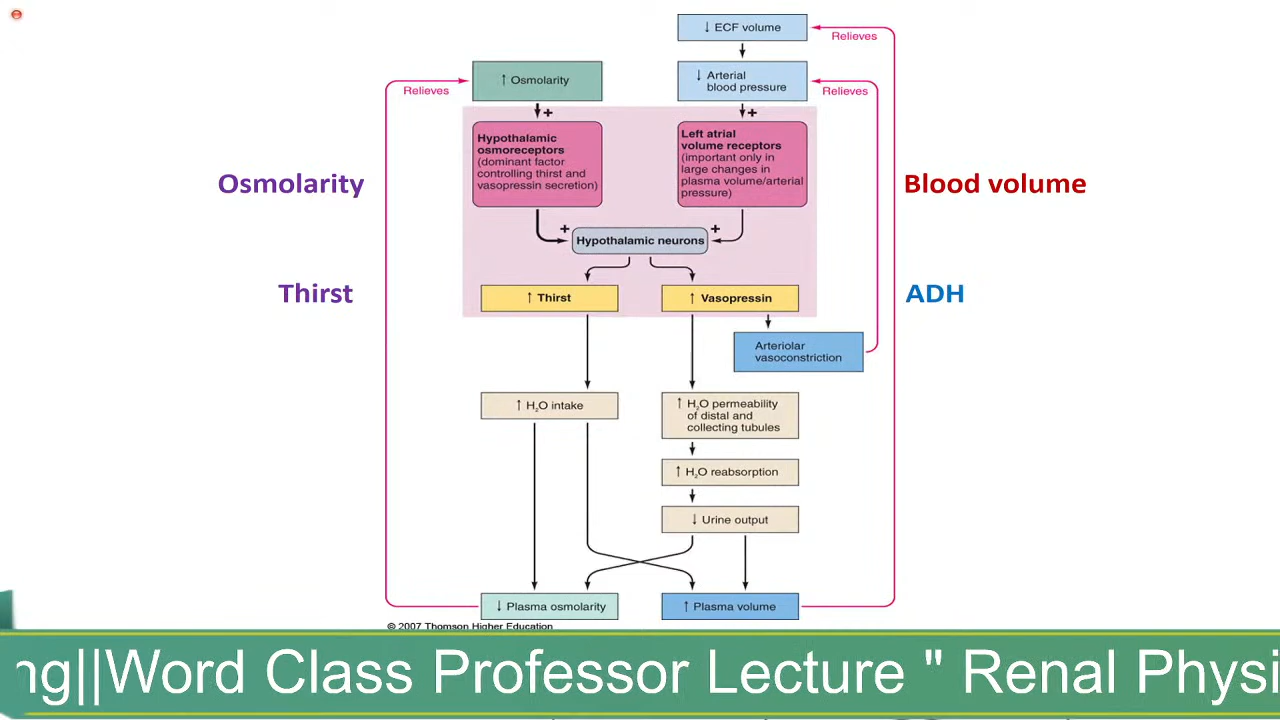 ↓ ECF volume
Relieves
↑ Osmolarity
↓ Arterial
blood pressure
Relieves
Relieves
+
+
Hypothalamic
osmoreceptors
(dominant factor
controlling thirst and
vasopressin secretion)
Left atrial
volume receptors
(important only in
large changes in
plasma volume/arterial
pressure)
Osmolarity
Blood volume
+
+
Hypothalamic neurons
Thirst
↑ Thirst
↑ Vasopressin
ADH
Arteriolar
vasoconstriction
↑ H₂O intake
↑ H₂O permeability
of distal and
collecting tubules
↑ H₂O reabsorption
↓ Urine output
↓ Plasma osmolarity
↑ Plasma volume
© 2007 Thomson Higher Education
ng||Word Class Professor Lecture " Renal Physi